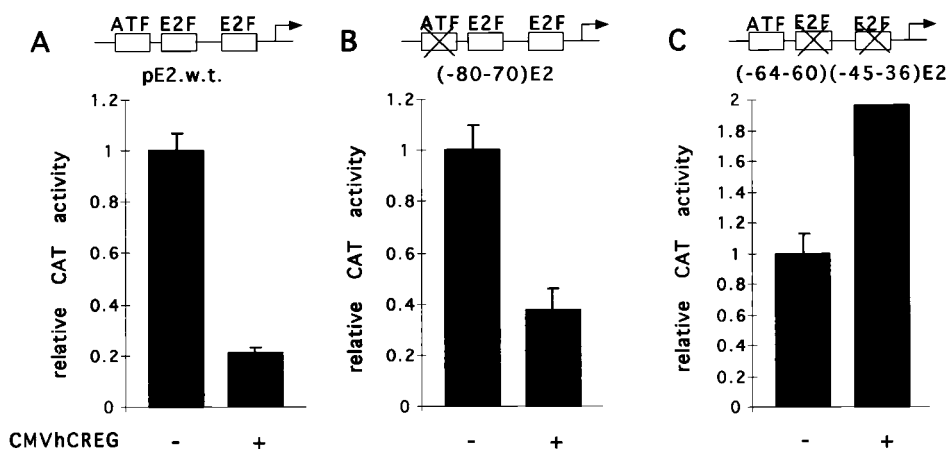 A
ATF E2F E2F
pE2.w.t.
relative CAT activity
1.2
1
0.8
0.6
0.4
0.2
0
B
ATF E2F E2F
(-80-70)E2
relative CAT activity
1.2
1
0.8
0.6
0.4
0.2
0
C
ATF E2F E2F
(-64-60)(-45-36)E2
relative CAT activity
2
1.8
1.6
1.4
1.2
1
0.8
0.6
0.4
0.2
0
CMVhCREG - + - + - +